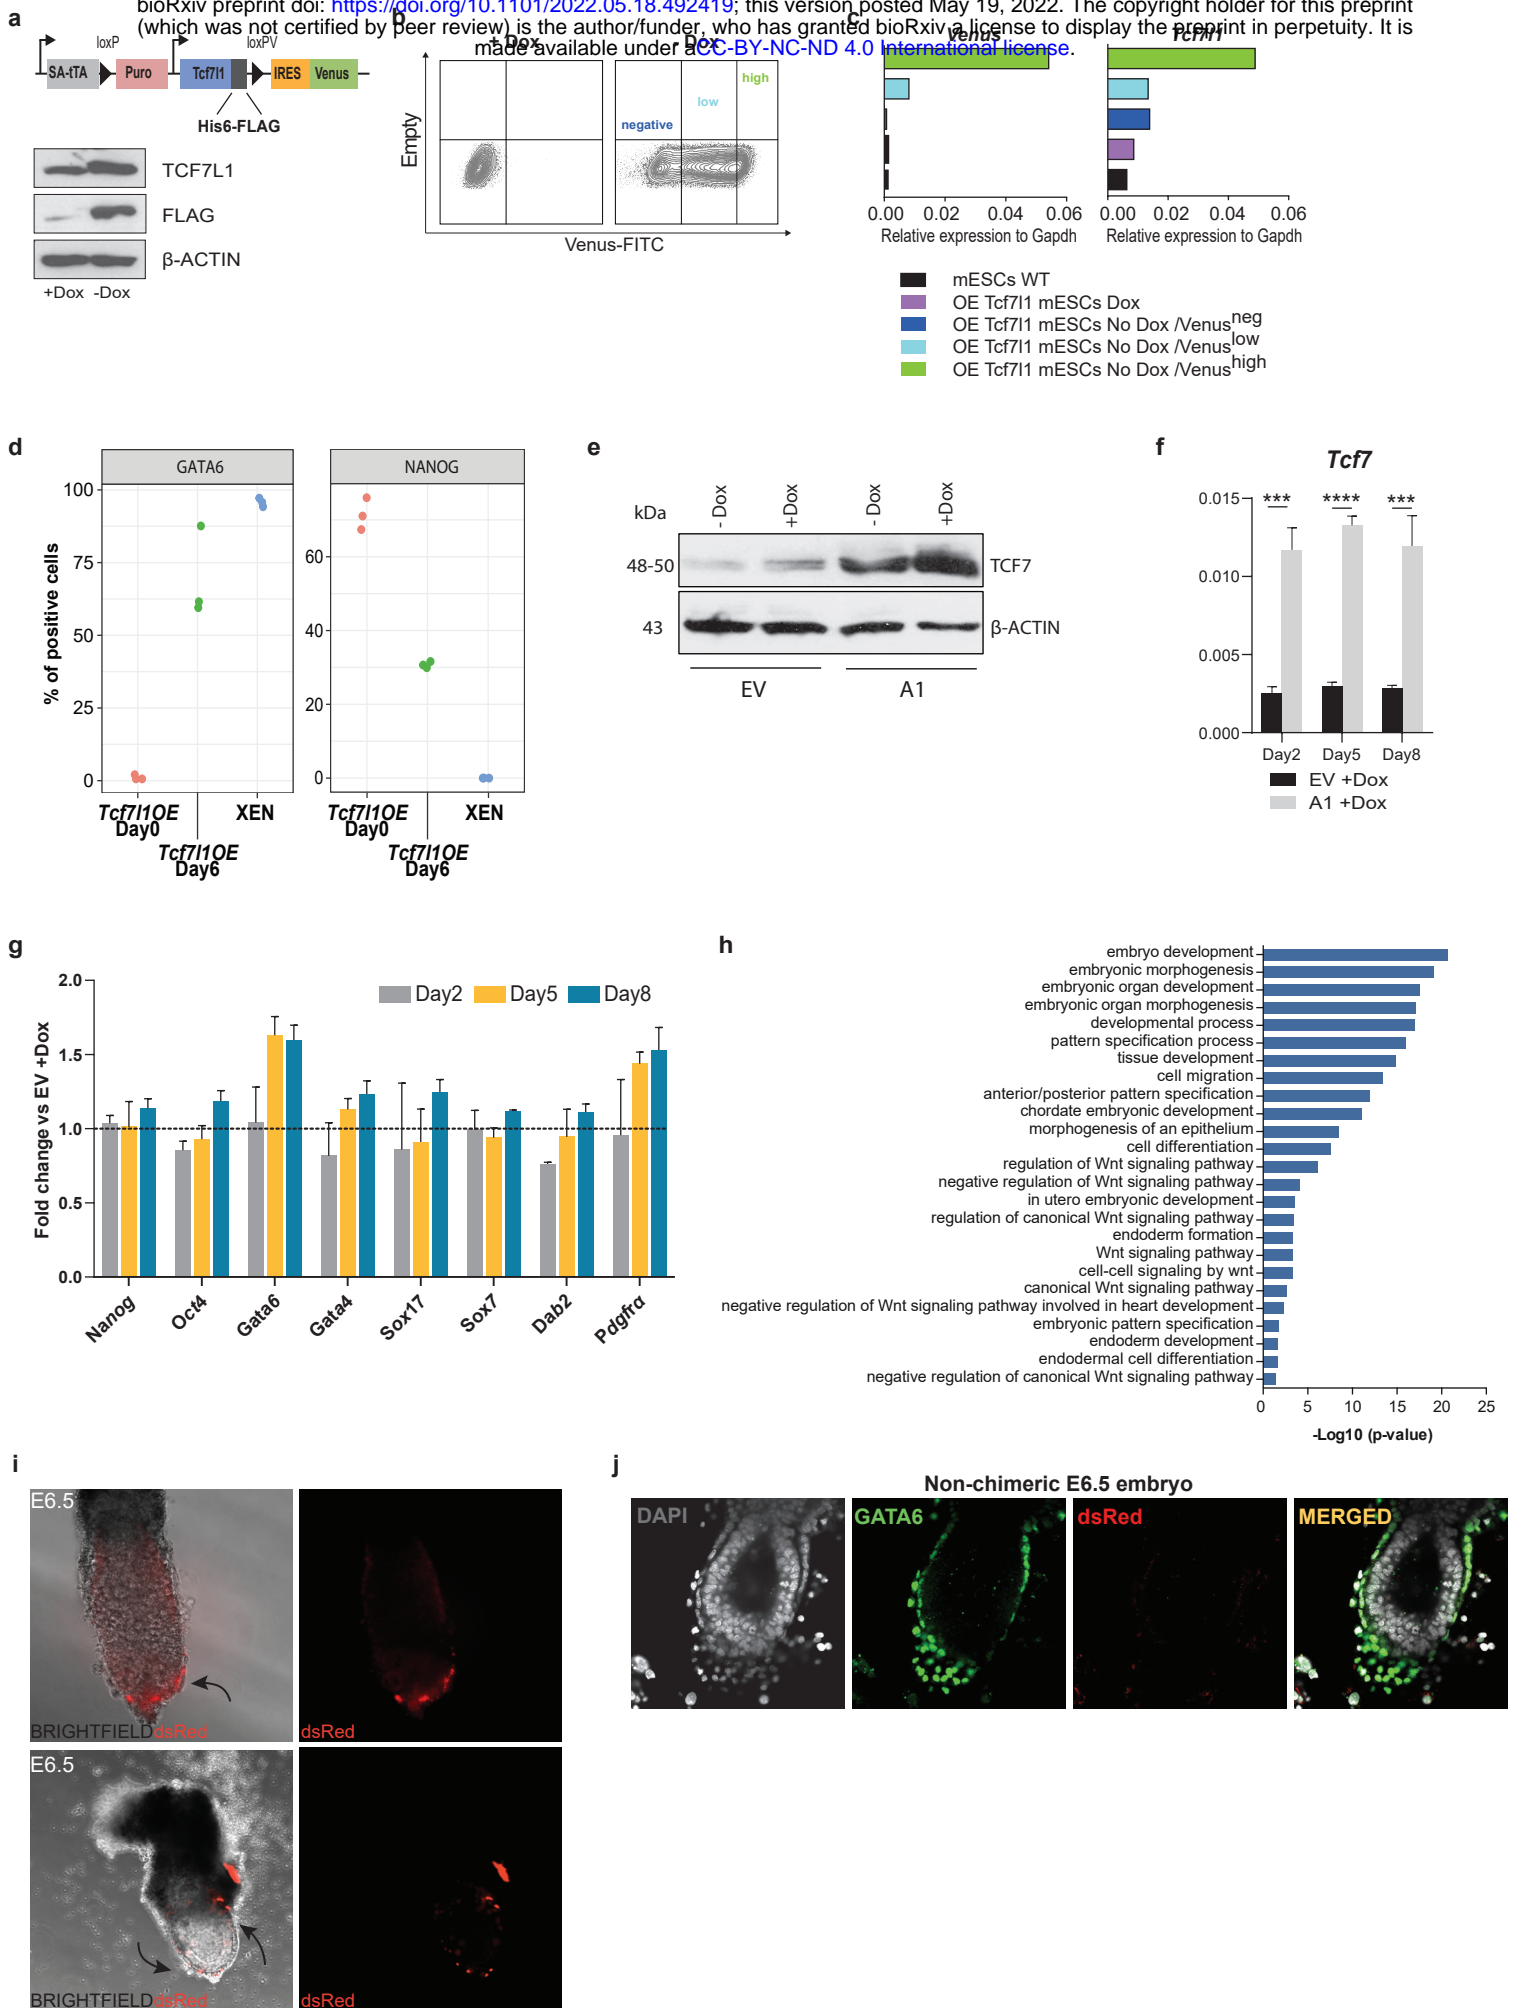 bioRxiv preprint doi: https://doi.org/10.1101/2022.05.18.492419; this version posted May 19, 2022. The copyright holder for this preprint
(which was not certified by peer review) is the author/funder, who has granted bioRxiv a license to display the preprint in perpetuity. It is
made available under aCC-BY-NC-ND 4.0 International license.
a
loxP
loxPV
SA-tTA
Puro
Tcf7l1
IRES
Venus
His6-FLAG
TCF7L1
FLAG
β-ACTIN
+Dox -Dox
b
+ Dox
- Dox
negative
low
high
Empty
Venus-FITC
c
Venus
0.00 0.02 0.04 0.06
Relative expression to Gapdh
Tcf7l1
0.00 0.02 0.04 0.06
Relative expression to Gapdh
mESCs WT
OE Tcf7l1 mESCs Dox
OE Tcf7l1 mESCs No Dox /Venus neg
OE Tcf7l1 mESCs No Dox /Venus low
OE Tcf7l1 mESCs No Dox /Venus high
d
GATA6
NANOG
% of positive cells
100
75
50
25
0
60
40
20
0
Tcf7l1OE
Day0
Tcf7l1OE
Day6
XEN
Tcf7l1OE
Day0
Tcf7l1OE
Day6
XEN
e
kDa
- Dox
+Dox
- Dox
+Dox
48-50
TCF7
43
β-ACTIN
EV
A1
f
Tcf7
0.015
0.010
0.005
0.000
*** **** ***
Day2 Day5 Day8
EV +Dox
A1 +Dox
g
Fold change vs EV +Dox
2.0
1.5
1.0
0.5
0.0
Day2 Day5 Day8
Nanog
Oct4
Gata6
Gata4
Sox17
Sox7
Dab2
Pdgfrα
h
embryo development
embryonic morphogenesis
embryonic organ development
embryonic organ morphogenesis
developmental process
pattern specification process
tissue development
cell migration
anterior/posterior pattern specification
chordate embryonic development
morphogenesis of an epithelium
cell differentiation
regulation of Wnt signaling pathway
negative regulation of Wnt signaling pathway
in utero embryonic development
regulation of canonical Wnt signaling pathway
endoderm formation
Wnt signaling pathway
cell-cell signaling by wnt
canonical Wnt signaling pathway
negative regulation of Wnt signaling pathway involved in heart development
embryonic pattern specification
endoderm development
endodermal cell differentiation
negative regulation of canonical Wnt signaling pathway
0 5 10 15 20 25
-Log10 (p-value)
i
E6.5
BRIGHTFIELDdsRed
dsRed
E6.5
BRIGHTFIELDdsRed
dsRed
j
Non-chimeric E6.5 embryo
DAPI
GATA6
dsRed
MERGED